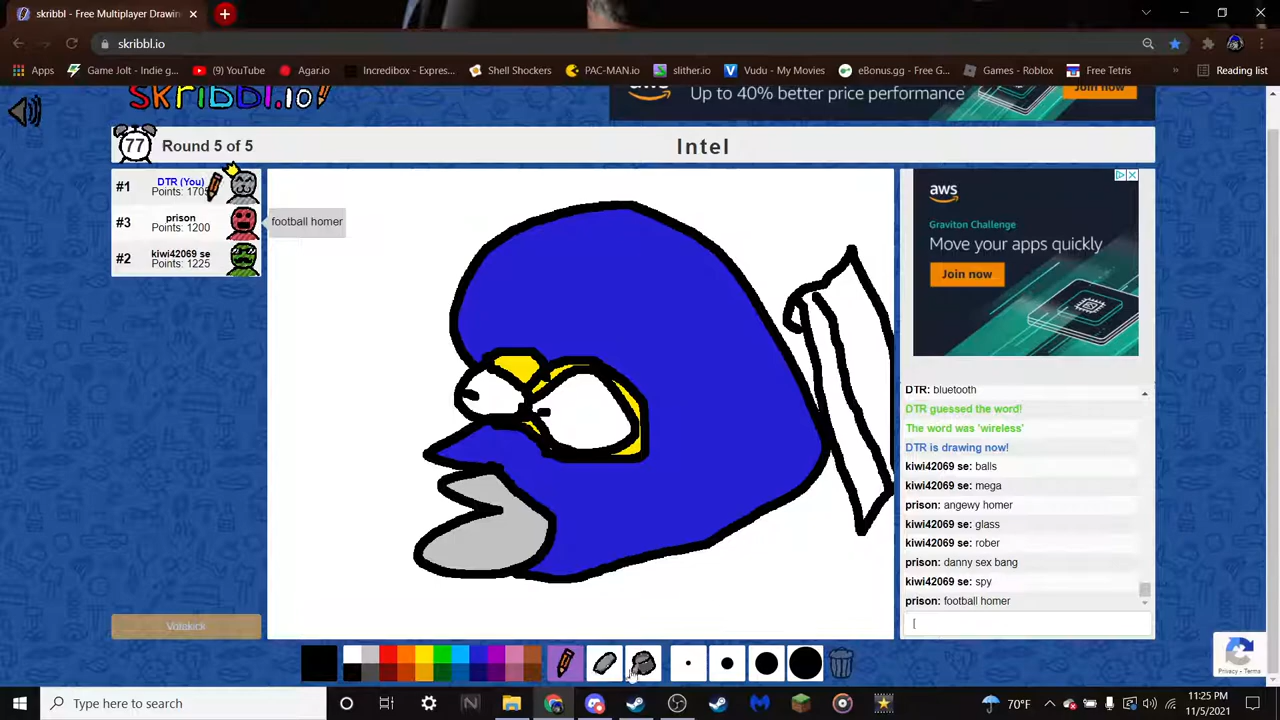 skribbl - Free Multiplayer Drawin
skribbl.io
Apps
Game Jolt - Indie g...
(9) YouTube
Agar.io
Incredibox - Expres...
Shell Shockers
PAC-MAN.io
slither.io
Vudu - My Movies
eBonus.gg - Free G...
Games - Roblox
Free Tetris
Reading list
skribbl.io
aws
Up to 40% better price performance
Join now
77
Round 5 of 5
Intel
#1
DTR (You)
Points: 1705
#3
prison
Points: 1200
football homer
#2
kiwi42069 se
Points: 1225
aws
Graviton Challenge
Move your apps quickly
Join now
DTR: bluetooth
DTR guessed the word!
The word was 'wireless'
DTR is drawing now!
kiwi42069 se: balls
kiwi42069 se: mega
prison: angewy homer
kiwi42069 se: glass
kiwi42069 se: rober
prison: danny sex bang
kiwi42069 se: spy
prison: football homer
[
Votekick
Privacy - Terms
Type here to search
70°F
11:25 PM
11/5/2021